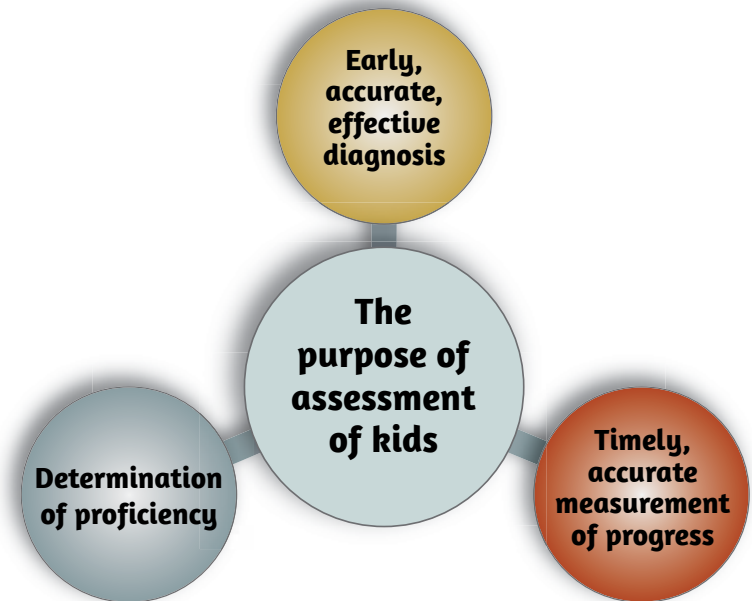 Early,
accurate,
effective
diagnosis
The
purpose of
assessment
of kids
Determination
of proficiency
Timely,
accurate
measurement
of progress